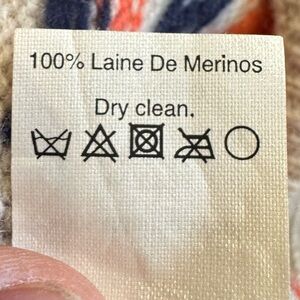 100% Laine De Merinos
Dry clean.